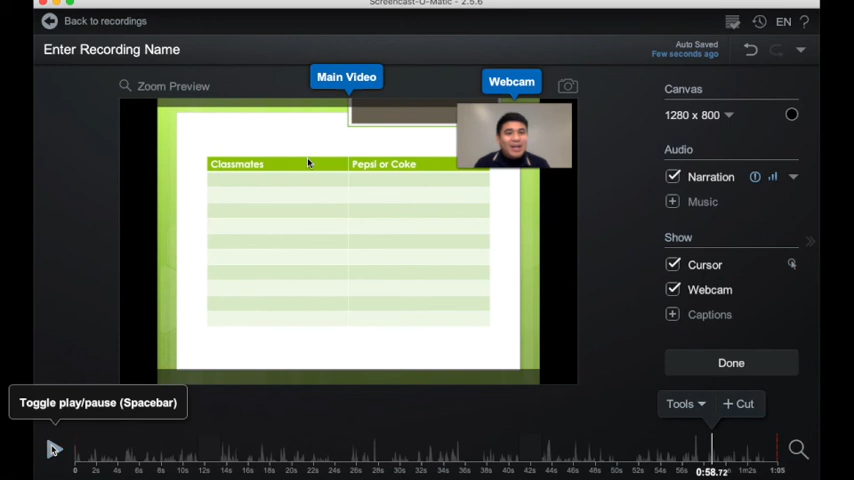 Screencast-O-Matic - 2.5.6
Back to recordings
EN ?
Enter Recording Name
Auto Saved
Few seconds ago
Zoom Preview
Main Video
Webcam
Canvas
1280 x 800
Classmates
Pepsi or Coke
Audio
Narration
Music
Show
Cursor
Webcam
Captions
Done
Toggle play/pause (Spacebar)
Tools
+ Cut
0 2s 4s 6s 8s 10s 12s 14s 16s 18s 20s 22s 24s 26s 28s 30s 32s 34s 36s 38s 40s 42s 44s 46s 48s 50s 52s 54s 56s 0:58.72 1m2s 1:05